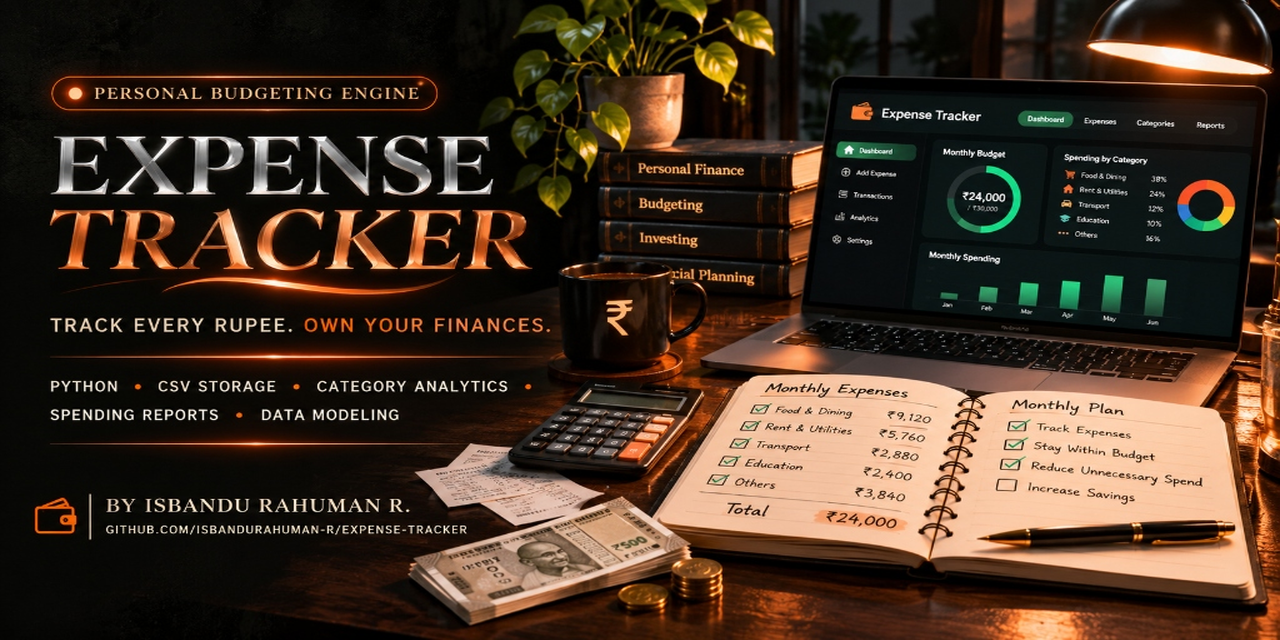 PERSONAL BUDGETING ENGINE
EXPENSE
TRACKER
TRACK EVERY RUPEE. OWN YOUR FINANCES.
PYTHON • CSV STORAGE • CATEGORY ANALYTICS •
SPENDING REPORTS • DATA MODELING
BY ISBANDU RAHUMAN R.
GITHUB.COM/ISBANDURAHUMAN-R/EXPENSE-TRACKER
Personal Finance
Budgeting
Investing
Planning
₹
Expense Tracker
Dashboard
Expenses
Categories
Reports
Dashboard
Add Expense
Transactions
Analytics
Settings
Monthly Budget
₹24,000
/ ₹30,000
Spending by Category
Food & Dining 38%
Rent & Utilities 24%
Transport 12%
Education 10%
Others 16%
Monthly Spending
Jan Feb Mar Apr May Jun
Monthly Expenses
Food & Dining ₹9,120
Rent & Utilities ₹5,760
Transport ₹2,880
Education ₹2,400
Others ₹3,840
Total ₹24,000
Monthly Plan
Track Expenses
Stay Within Budget
Reduce Unnecessary Spend
Increase Savings
₹500